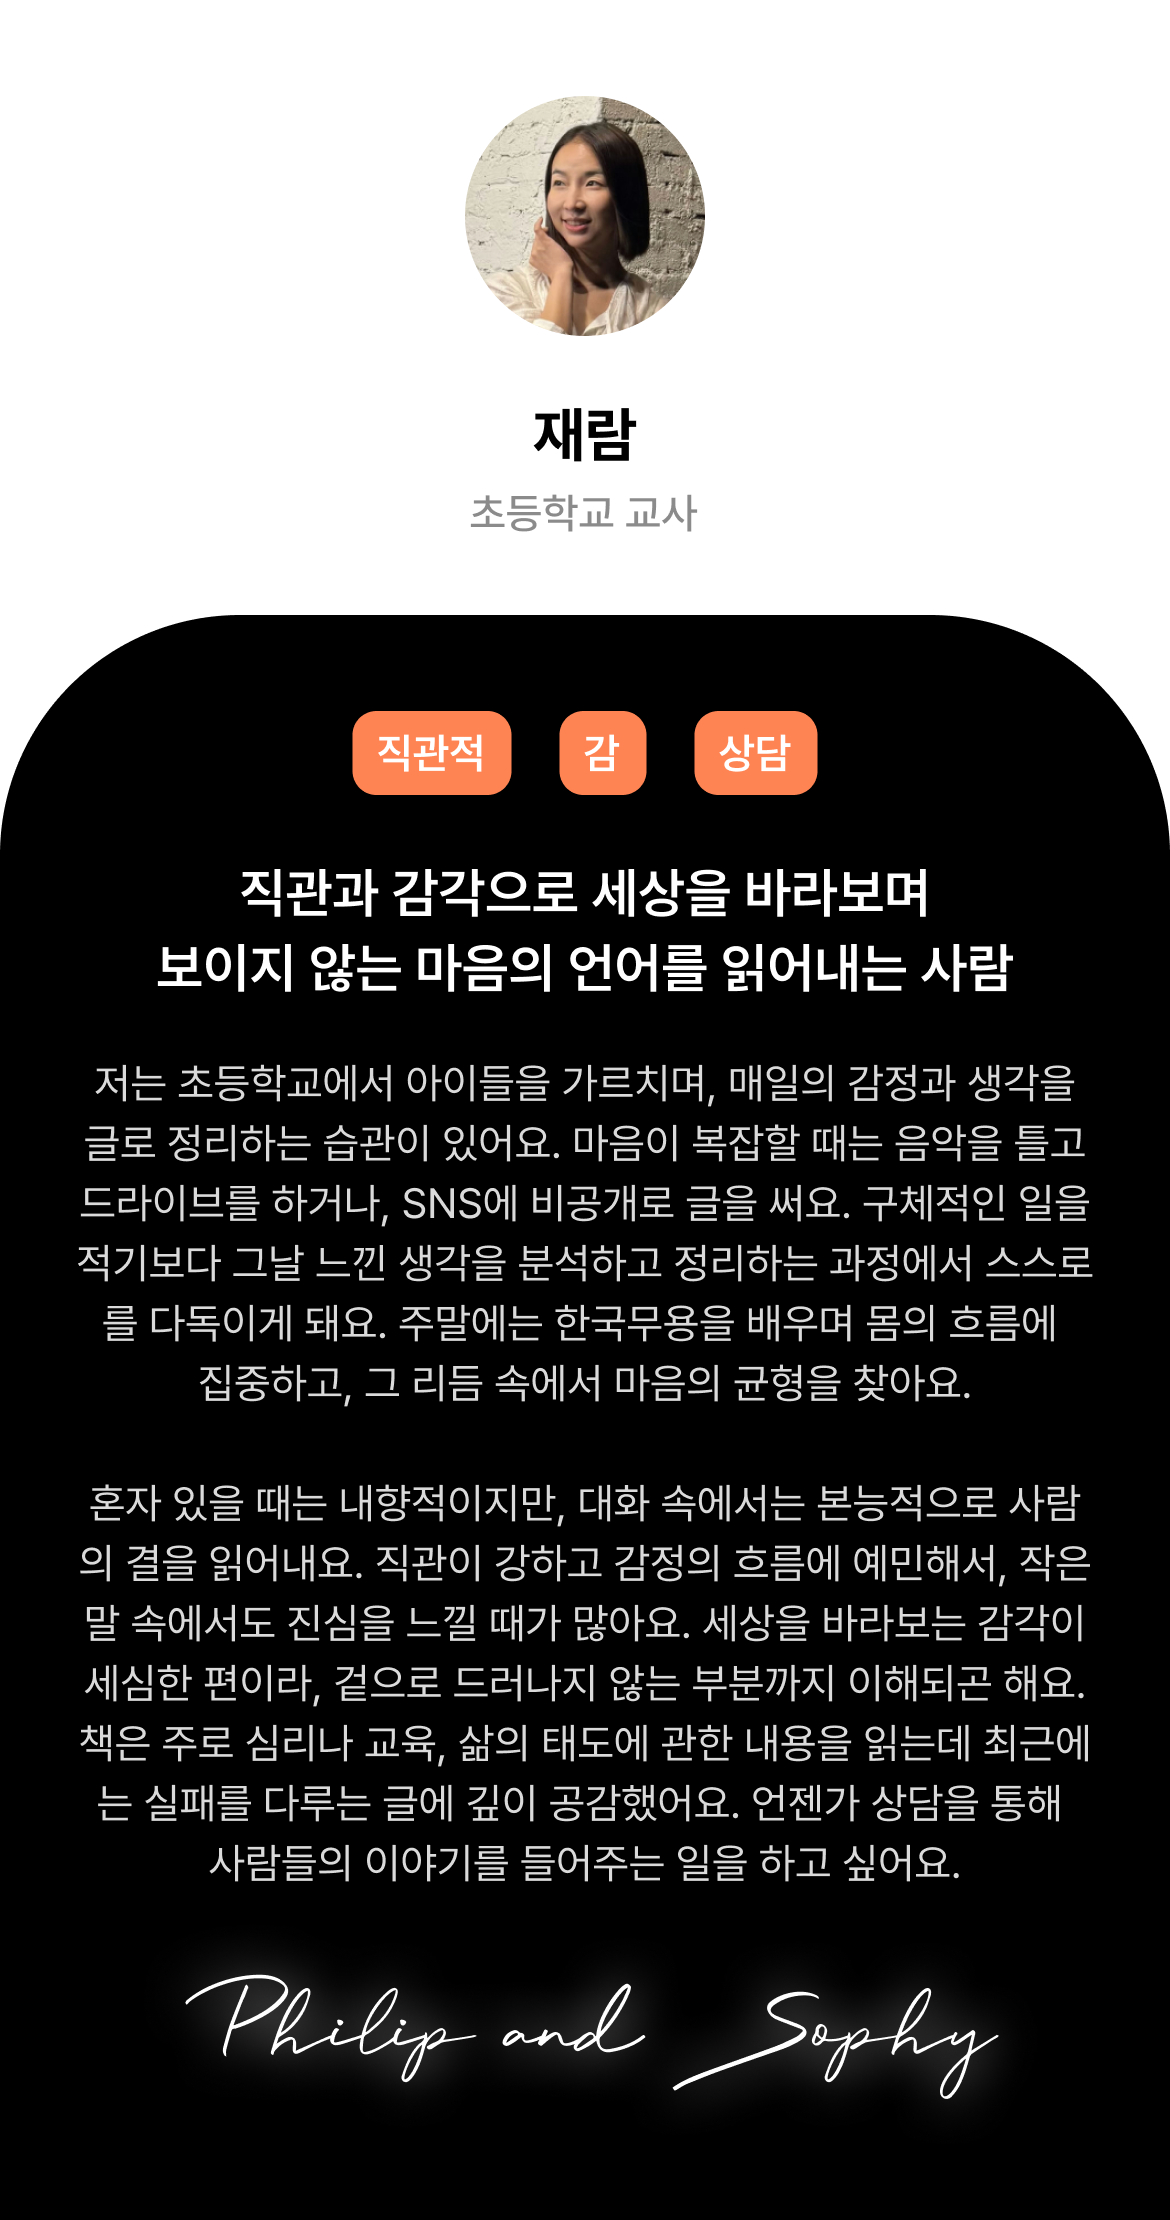 재람
초등학교 교사
직관적 감 상담
직관과 감각으로 세상을 바라보며
보이지 않는 마음의 언어를 읽어내는 사람
저는 초등학교에서 아이들을 가르치며, 매일의 감정과 생각을
글로 정리하는 습관이 있어요. 마음이 복잡할 때는 음악을 틀고
드라이브를 하거나, SNS에 비공개로 글을 써요. 구체적인 일을
적기보다 그날 느낀 생각을 분석하고 정리하는 과정에서 스스로
를 다독이게 돼요. 주말에는 한국무용을 배우며 몸의 흐름에
집중하고, 그 리듬 속에서 마음의 균형을 찾아요.
혼자 있을 때는 내향적이지만, 대화 속에서는 본능적으로 사람
의 결을 읽어내요. 직관이 강하고 감정의 흐름에 예민해서, 작은
말 속에서도 진심을 느낄 때가 많아요. 세상을 바라보는 감각이
세심한 편이라, 겉으로 드러나지 않는 부분까지 이해되곤 해요.
책은 주로 심리나 교육, 삶의 태도에 관한 내용을 읽는데 최근에
는 실패를 다루는 글에 깊이 공감했어요. 언젠가 상담을 통해
사람들의 이야기를 들어주는 일을 하고 싶어요.
Philip and Sophy